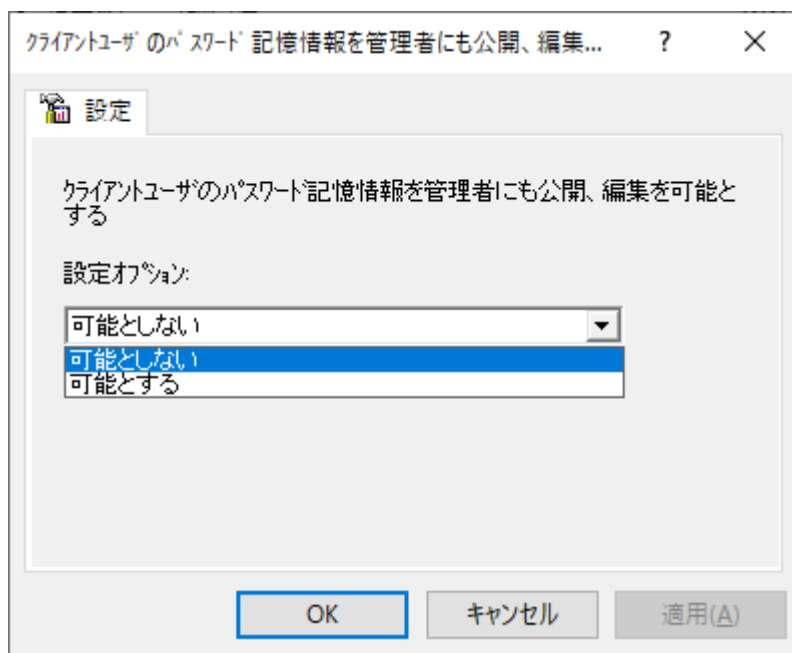 ｸﾗｲｱﾝﾄﾕｰｻﾞのﾊﾟｽﾜｰﾄﾞ記憶情報を管理者にも公開、編集...
設定
ｸﾗｲｱﾝﾄﾕｰｻﾞのﾊﾟｽﾜｰﾄﾞ記憶情報を管理者にも公開、編集を可能と
する
設定ｵﾌﾟｼｮﾝ:
可能としない
可能としない
可能とする
OK
キャンセル
適用(A)